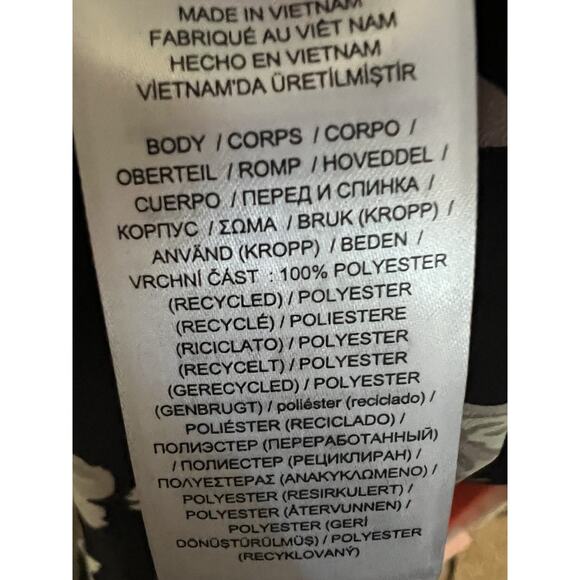 MADE IN VIETNAM
FABRIQUÉ AU VIÊT NAM
HECHO EN VIETNAM
VİETNAM'DA ÜRETİLMİŞTİR
BODY / CORPS / CORPO /
OBERTEIL / ROMP / HOVEDDEL /
CUERPO / ПЕРЕД И СПИНКА /
КОРПУС / ΣΩΜΑ / BRUK (KROPP) /
ANVÄND (KROPP) / BEDEN /
VRCHNÍ ČÁST : 100% POLYESTER
(RECYCLED) / POLYESTER
(RECYCLÉ) / POLIESTERE
(RICICLATO) / POLYESTER
(RECYCELT) / POLYESTER
(GERECYCLED) / POLYESTER
(GENBRUGT) / poliéster (reciclado) /
POLIÉSTER (RECICLADO) /
ПОЛИЭСТЕР (ПЕРЕРАБОТАННЫЙ)
/ ПОЛИЕСТЕР (РЕЦИКЛИРАН) /
ΠΟΛΥΕΣΤΕΡΑΣ (ΑΝΑΚΥΚΛΩΜΕΝΟ) /
POLYESTER (RESIRKULERT) /
POLYESTER (ÅTERVUNNEN) /
POLYESTER (GERİ
DÖNÜŞTÜRÜLMÜŞ) / POLYESTER
(RECYKLOVANÝ)